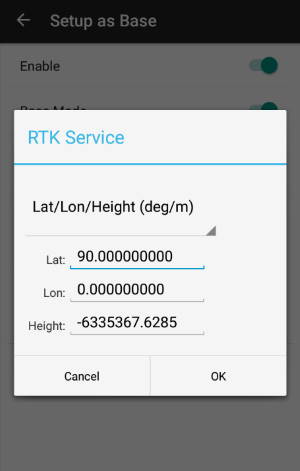 Setup as Base
Enable
Base Mode
RTK Service
Lat/Lon/Height (deg/m)
Lat: 90.000000000
Lon: 0.000000000
Height: -6335367.6285
Cancel OK